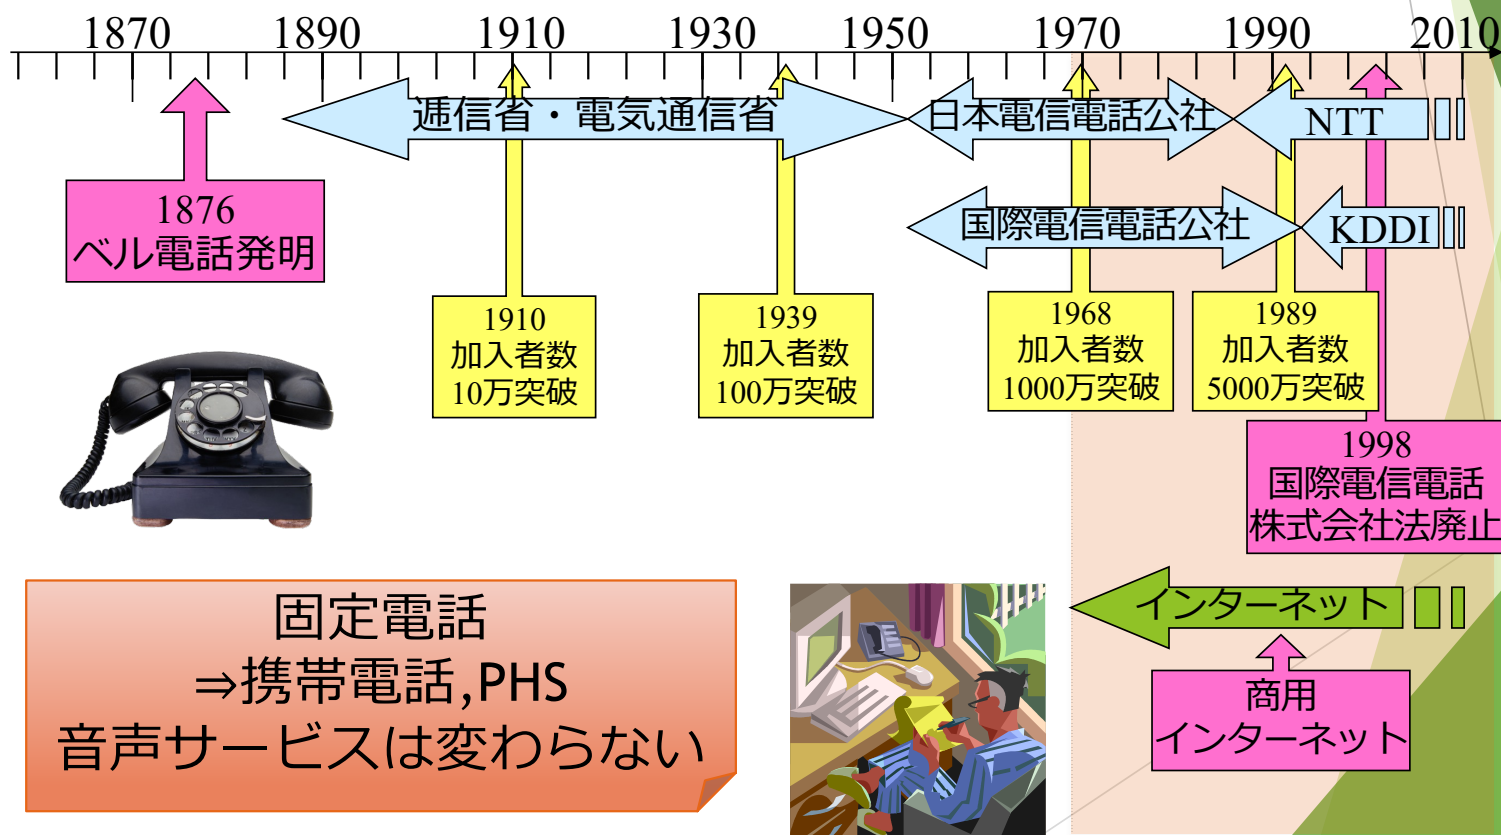 1870 1890 1910 1930 1950 1970 1990 2010
逓信省・電気通信省
日本電信電話公社
NTT
国際電信電話公社
KDDI
1876
ベル電話発明
1910
加入者数
10万突破
1939
加入者数
100万突破
1968
加入者数
1000万突破
1989
加入者数
5000万突破
1998
国際電信電話
株式会社法廃止
インターネット
商用
インターネット
固定電話
⇒携帯電話,PHS
音声サービスは変わらない